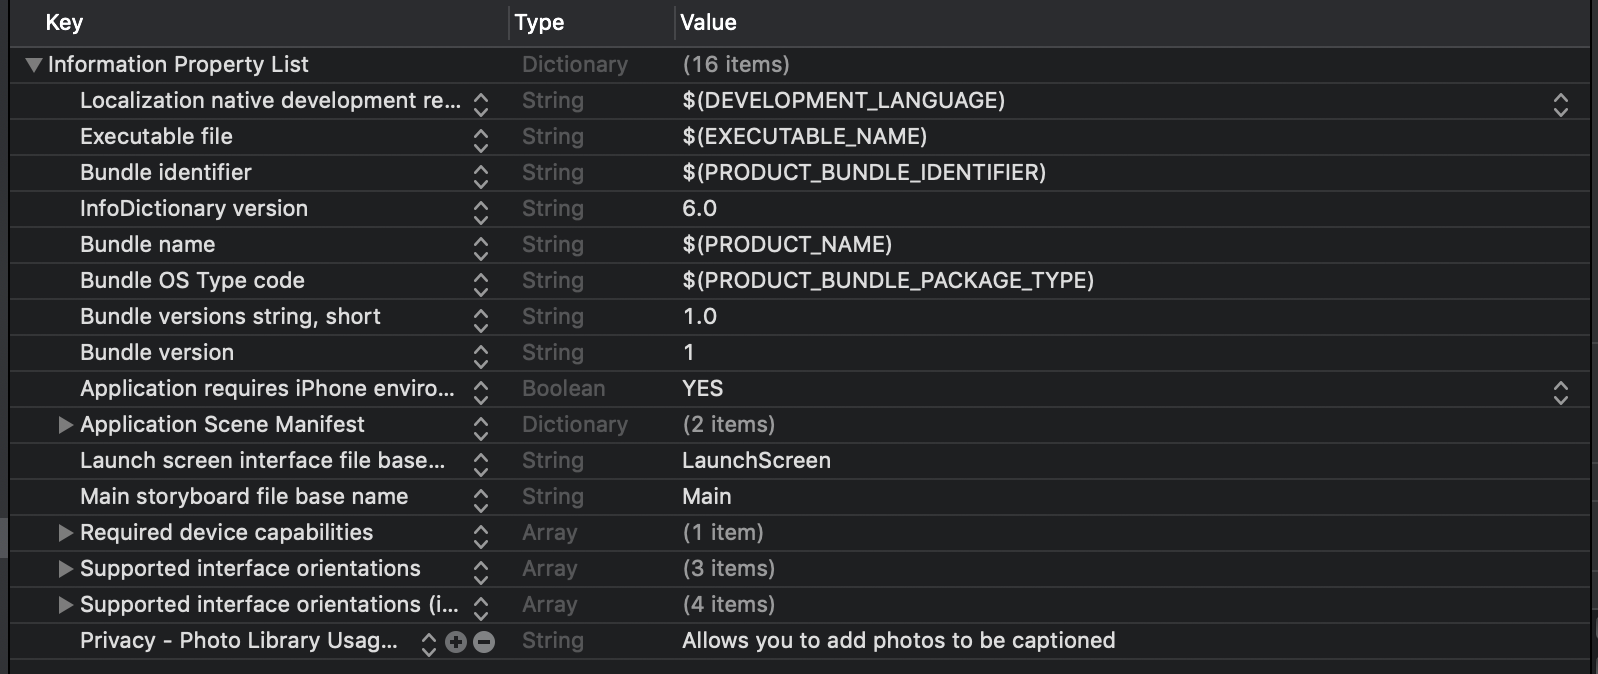 Key Type Value
Information Property List Dictionary (16 items)
Localization native development re... String $(DEVELOPMENT_LANGUAGE)
Executable file String $(EXECUTABLE_NAME)
Bundle identifier String $(PRODUCT_BUNDLE_IDENTIFIER)
InfoDictionary version String 6.0
Bundle name String $(PRODUCT_NAME)
Bundle OS Type code String $(PRODUCT_BUNDLE_PACKAGE_TYPE)
Bundle versions string, short String 1.0
Bundle version String 1
Application requires iPhone enviro... Boolean YES
Application Scene Manifest Dictionary (2 items)
Launch screen interface file base... String LaunchScreen
Main storyboard file base name String Main
Required device capabilities Array (1 item)
Supported interface orientations Array (3 items)
Supported interface orientations (i... Array (4 items)
Privacy - Photo Library Usag... String Allows you to add photos to be captioned